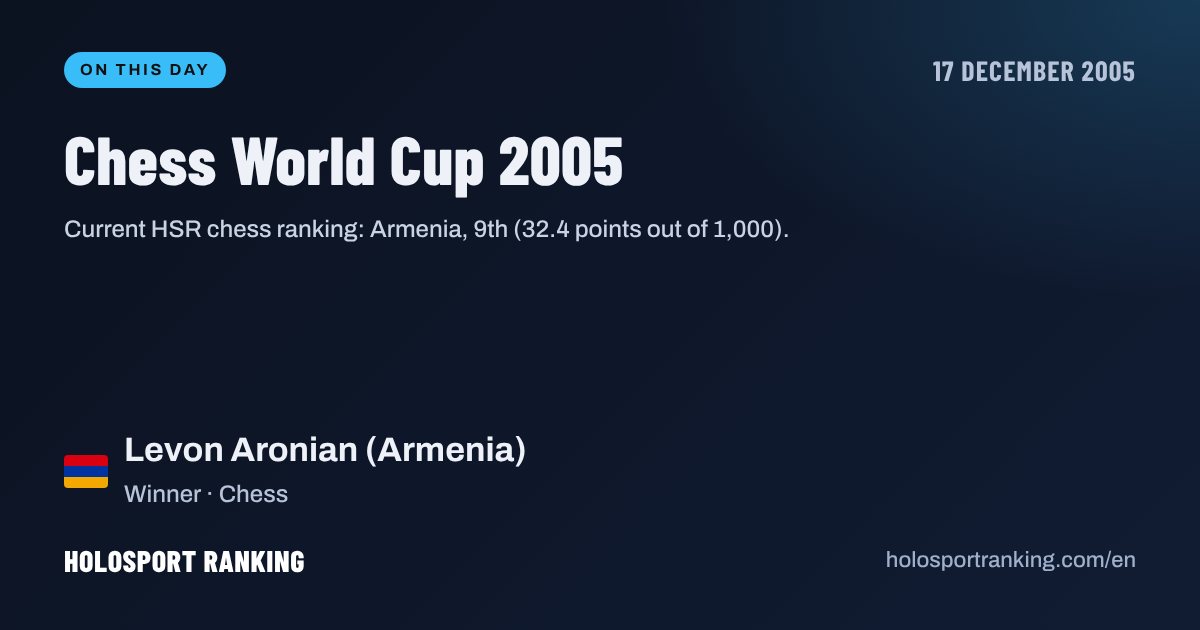 ON THIS DAY
17 DECEMBER 2005
Chess World Cup 2005
Current HSR chess ranking: Armenia, 9th (32.4 points out of 1,000).
Levon Aronian (Armenia)
Winner · Chess
HOLOSPORT RANKING
holosportranking.com/en